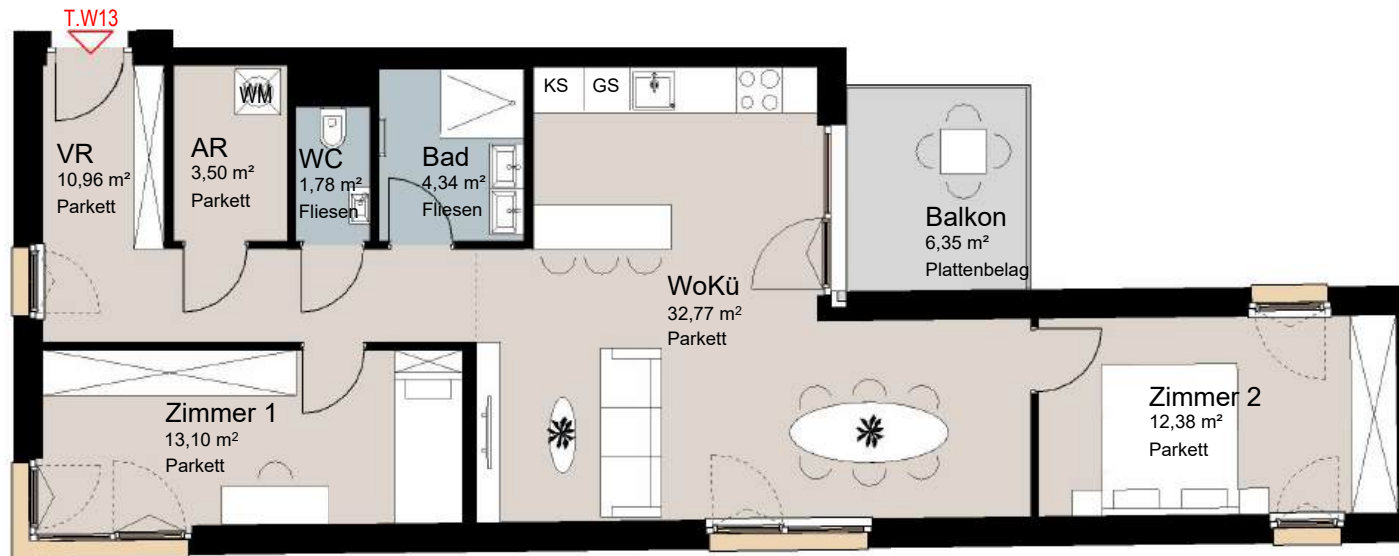 T.W13
KS
GS
WM
VR
10,96 m²
Parkett
AR
3,50 m²
Parkett
WC
1,78 m²
Fliesen
Bad
4,34 m²
Fliesen
Balkon
6,35 m²
Plattenbelag
WoKü
32,77 m²
Parkett
Zimmer 1
13,10 m²
Parkett
Zimmer 2
12,38 m²
Parkett